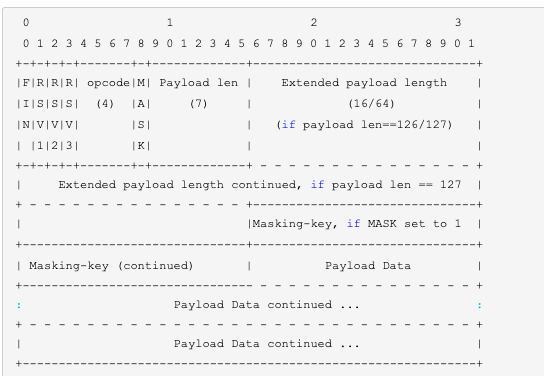 0                   1                   2                   3
  0 1 2 3 4 5 6 7 8 9 0 1 2 3 4 5 6 7 8 9 0 1 2 3 4 5 6 7 8 9 0 1
 +-+-+-+-+-------+-+-------------+-------------------------------+
 |F|R|R|R| opcode|M| Payload len |    Extended payload length    |
 |I|S|S|S|  (4)  |A|     (7)     |             (16/64)           |
 |N|V|V|V|       |S|             |   (if payload len==126/127)   |
 | |1|2|3|       |K|             |                               |
 +-+-+-+-+-------+-+-------------+ - - - - - - - - - - - - - - - +
 |     Extended payload length continued, if payload len == 127  |
 + - - - - - - - - - - - - - - - +-------------------------------+
 |                               |Masking-key, if MASK set to 1  |
 +-------------------------------+-------------------------------+
 | Masking-key (continued)       |          Payload Data         |
 +-------------------------------- - - - - - - - - - - - - - - - +
 :                     Payload Data continued ...                :
 + - - - - - - - - - - - - - - - - - - - - - - - - - - - - - - - +
 |                     Payload Data continued ...                |
 +---------------------------------------------------------------+